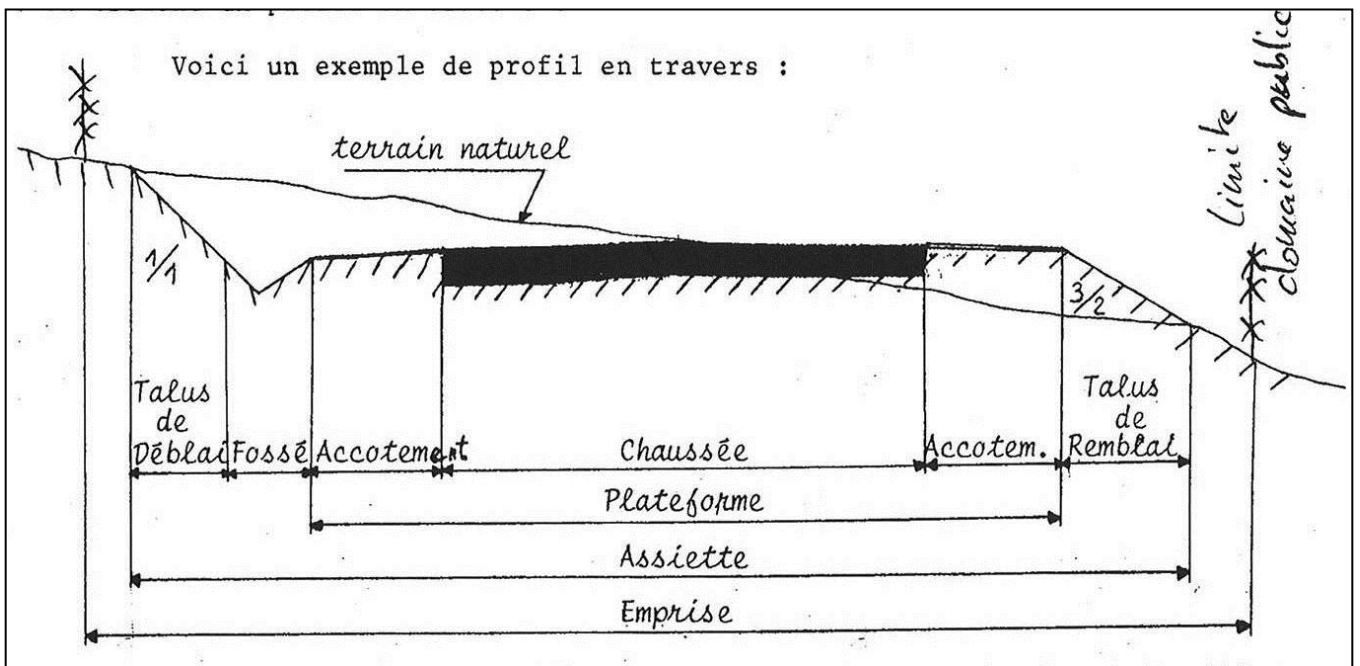 Voici un exemple de profil en travers :
terrain naturel
Limite
domaine public
1/1
3/2
Talus
de
Déblai
Fossé
Accotement
Chaussée
Accotem.
Talus
de
Remblai
Plateforme
Assiette
Emprise